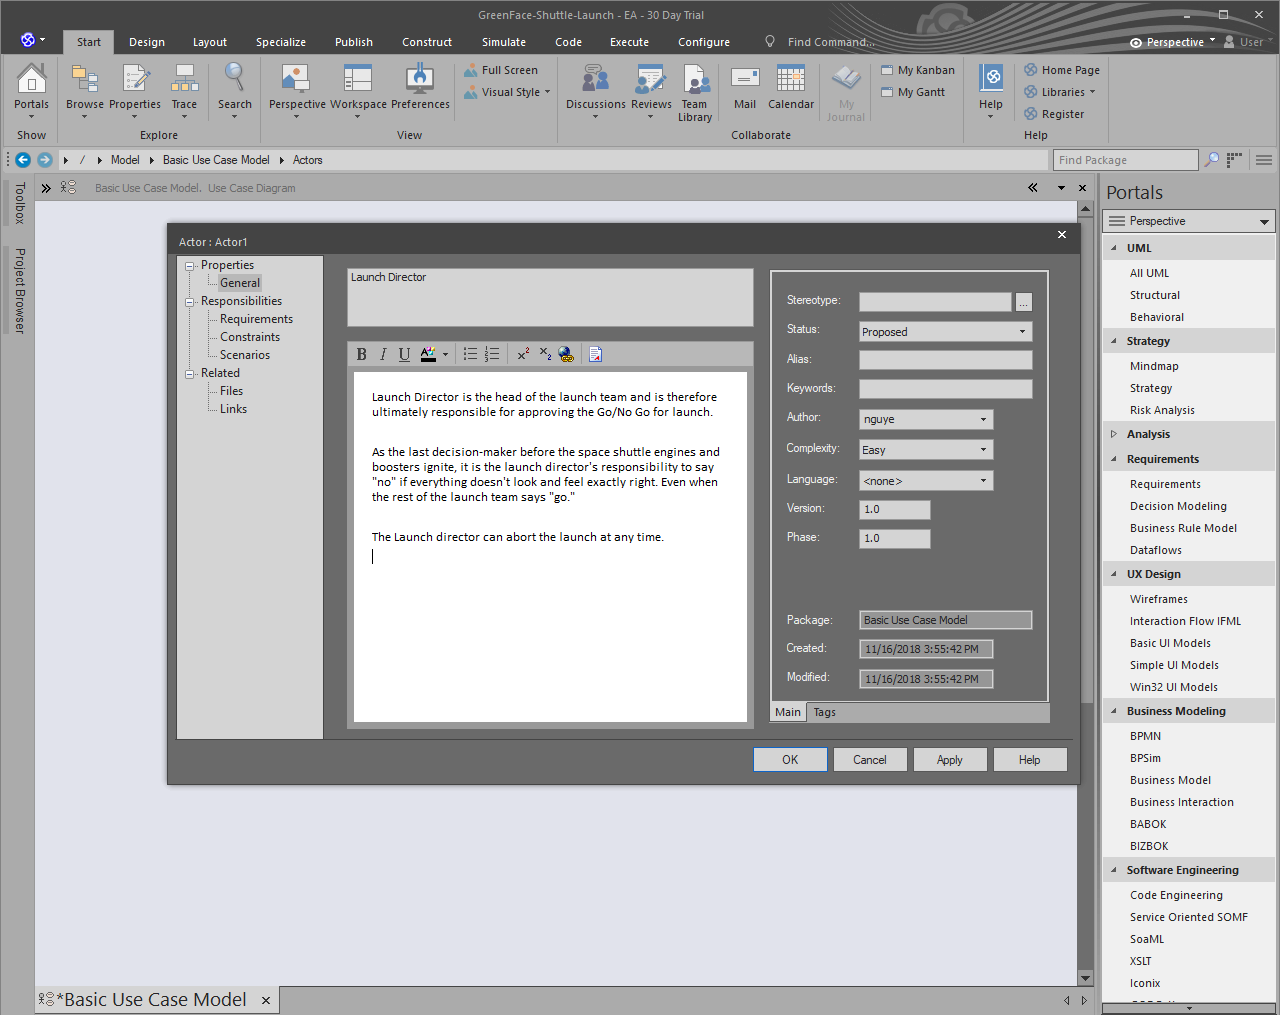 GreenFace-Shuttle-Launch - EA - 30 Day Trial
Start Design Layout Specialize Publish Construct Simulate Code Execute Configure Find Command... Perspective User
Portals Browse Properties Trace Search Perspective Workspace Preferences Full Screen Visual Style Discussions Reviews Team Library Mail Calendar My Journal My Kanban My Gantt Help Home Page Libraries Register
Show Explore View Collaborate Help
/ Model Basic Use Case Model Actors Find Package
Toolbox
Project Browser
Basic Use Case Model. Use Case Diagram
Actor : Actor1
Properties
General
Responsibilities
Requirements
Constraints
Scenarios
Related
Files
Links
Launch Director
B I U A x² x₂
Launch Director is the head of the launch team and is therefore
ultimately responsible for approving the Go/No Go for launch.
As the last decision-maker before the space shuttle engines and
boosters ignite, it is the launch director's responsibility to say
"no" if everything doesn't look and feel exactly right. Even when
the rest of the launch team says "go."
The Launch director can abort the launch at any time.
Stereotype: ...
Status: Proposed
Alias:
Keywords:
Author: nguye
Complexity: Easy
Language: <none>
Version: 1.0
Phase: 1.0
Package: Basic Use Case Model
Created: 11/16/2018 3:55:42 PM
Modified: 11/16/2018 3:55:42 PM
Main Tags
OK Cancel Apply Help
Portals
Perspective
UML
All UML
Structural
Behavioral
Strategy
Mindmap
Strategy
Risk Analysis
Analysis
Requirements
Requirements
Decision Modeling
Business Rule Model
Dataflows
UX Design
Wireframes
Interaction Flow IFML
Basic UI Models
Simple UI Models
Win32 UI Models
Business Modeling
BPMN
BPSim
Business Model
Business Interaction
BABOK
BIZBOK
Software Engineering
Code Engineering
Service Oriented SOMF
SoaML
XSLT
Iconix
*Basic Use Case Model